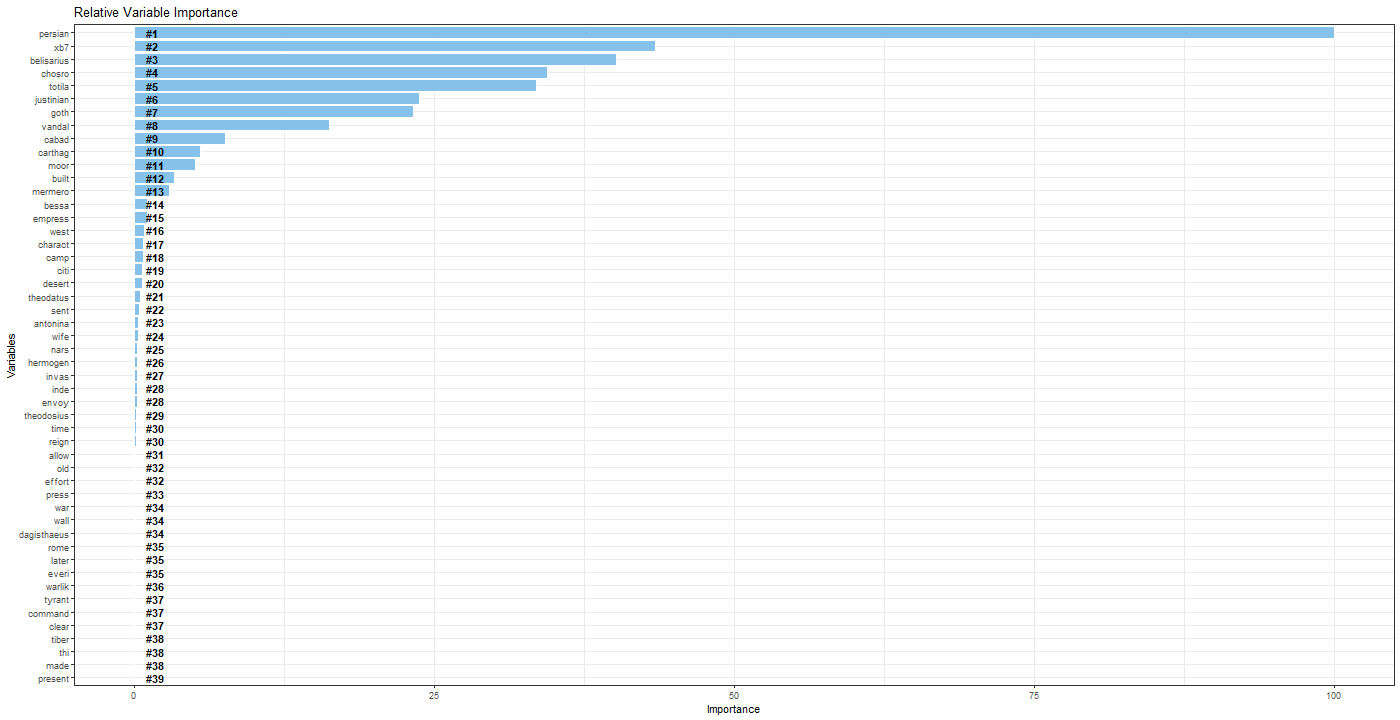 Relative Variable Importance
persian #1
xb7 #2
belisarius #3
chosro #4
totila #5
justinian #6
goth #7
vandal #8
cabad #9
carthag #10
moor #11
built #12
mermero #13
bessa #14
empress #15
west #16
charact #17
camp #18
citi #19
desert #20
theodatus #21
sent #22
antonina #23
wife #24
nars #25
hermogen #26
invas #27
inde #28
envoy #28
theodosius #29
time #30
reign #30
allow #31
old #32
effort #32
press #33
war #34
wall #34
dagisthaeus #34
rome #35
later #35
everi #35
warlik #36
tyrant #37
command #37
clear #37
tiber #38
thi #38
made #38
present #39
Variables
0 25 50 75 100
Importance